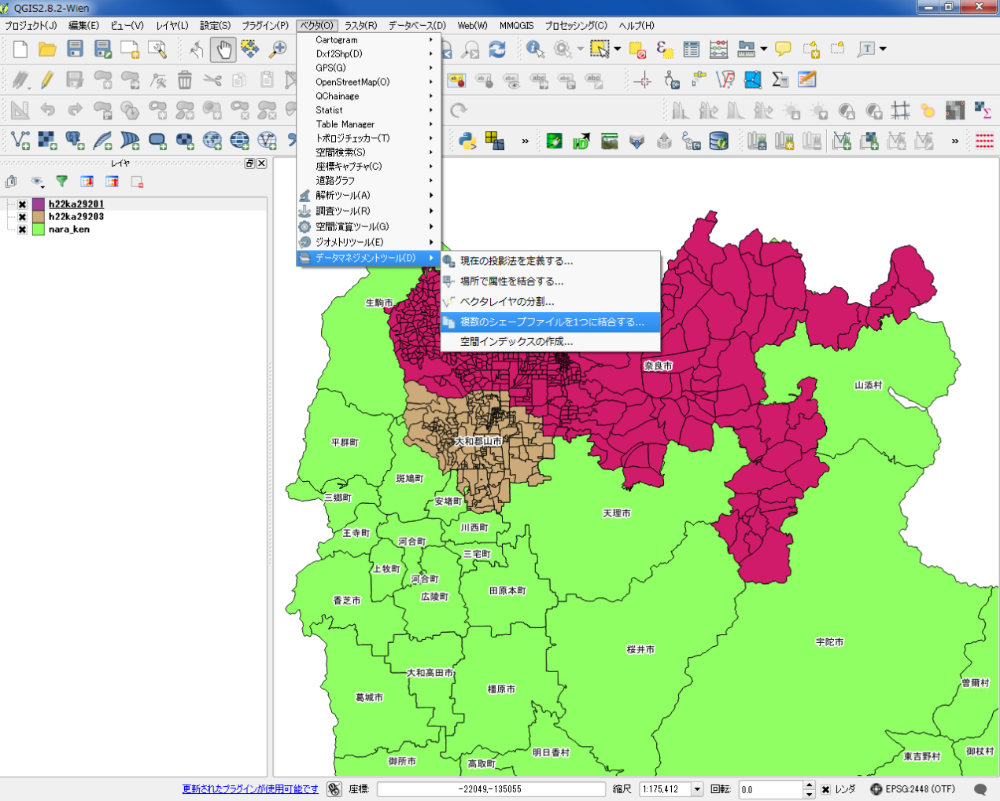 QGIS2.8.2-Wien
プロジェクト(J) 編集(E) ビュー(V) レイヤ(L) 設定(S) プラグイン(P) ベクタ(O) ラスタ(R) データベース(D) Web(W) MMQGIS プロセッシング(C) ヘルプ(H)
Cartogram
Dxf2Shp(D)
GPS(G)
OpenStreetMap(O)
QChainage
Statist
Table Manager
トポロジチェッカー(T)
空間検索(S)
座標キャプチャ(C)
道路グラフ
解析ツール(A)
調査ツール(R)
空間演算ツール(G)
ジオメトリツール(E)
データマネジメントツール(D)
現在の投影法を定義する...
場所で属性を結合する...
ベクタレイヤの分割...
複数のシェープファイルを1つに結合する...
空間インデックスの作成...
レイヤ
h22ka29201
h22ka29203
nara_ken
生駒市
奈良市
山添村
平群町
大和郡山市
斑鳩町
三郷町
安堵町
天理市
川西町
王寺町
河合町
三宅町
上牧町
河合町
田原本町
広陵町
香芝市
宇陀市
桜井市
大和高田市
橿原市
葛城市
曽爾村
明日香村
御杖村
東吉野村
御所市
高取町
更新されたプラグインが使用可能です 座標: -22049,-135055 縮尺 1:175,412 回転: 0.0 レンダ EPSG:2448 (OTF)